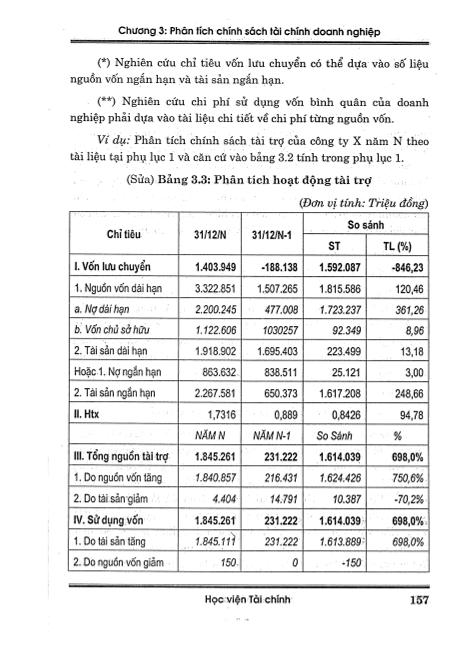 Chương 3: Phân tích chính sách tài chính doanh nghiệp
(*) Nghiên cứu chỉ tiêu vốn lưu chuyển có thể dựa vào số liệu
nguồn vốn ngắn hạn và tài sản ngắn hạn.
(**) Nghiên cứu chi phí sử dụng vốn bình quân của doanh
nghiệp phải dựa vào tài liệu chi tiết về chi phí từng nguồn vốn.
Ví dụ: Phân tích chính sách tài trợ của công ty X năm N theo
tài liệu tại phụ lục 1 và căn cứ vào bảng 3.2 tính trong phụ lục 1.
(Sửa) Bảng 3.3: Phân tích hoạt động tài trợ
(Đơn vị tính: Triệu đồng)
Chỉ tiêu 31/12/N 31/12/N-1 So sánh
ST TL (%)
I. Vốn lưu chuyển 1.403.949 -188.138 1.592.087 -846,23
1. Nguồn vốn dài hạn 3.322.851 1.507.265 1.815.586 120,46
a. Nợ dài hạn 2.200.245 477.008 1.723.237 361,26
b. Vốn chủ sở hữu 1.122.606 1030257 92.349 8,96
2. Tài sản dài hạn 1.918.902 1.695.403 223.499 13,18
Hoặc 1. Nợ ngắn hạn 863.632 838.511 25.121 3,00
2. Tài sản ngắn hạn 2.267.581 650.373 1.617.208 248,66
II. Htx 1,7316 0,889 0,8426 94,78
NĂM N NĂM N-1 So Sánh %
III. Tổng nguồn tài trợ 1.845.261 231.222 1.614.039 698,0%
1. Do nguồn vốn tăng 1.840.857 216.431 1.624.426 750,6%
2. Do tài sản giảm 4.404 14.791 10.387 -70,2%
IV. Sử dụng vốn 1.845.261 231.222 1.614.039 698,0%
1. Do tài sản tăng 1.845.111 231.222 1.613.889 698,0%
2. Do nguồn vốn giảm 150 0 -150
Học viện Tài chính 157